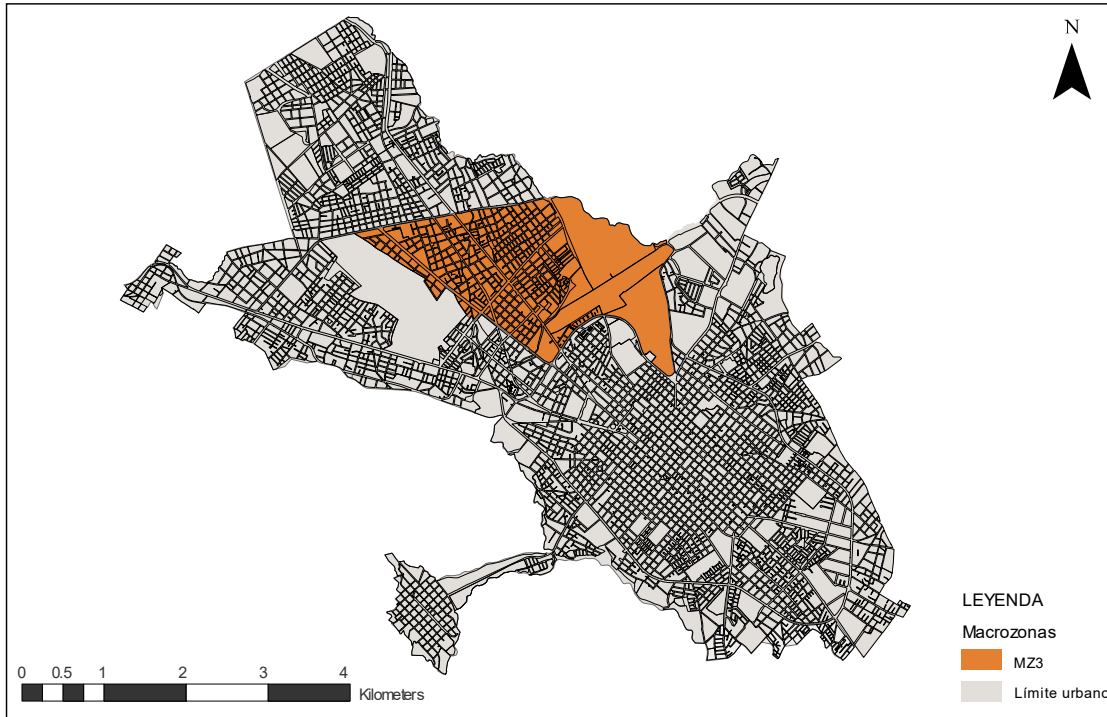 N
LEYENDA
Macrozonas
MZ3
Límite urbano
0 0.5 1 2 3 4
Kilometers